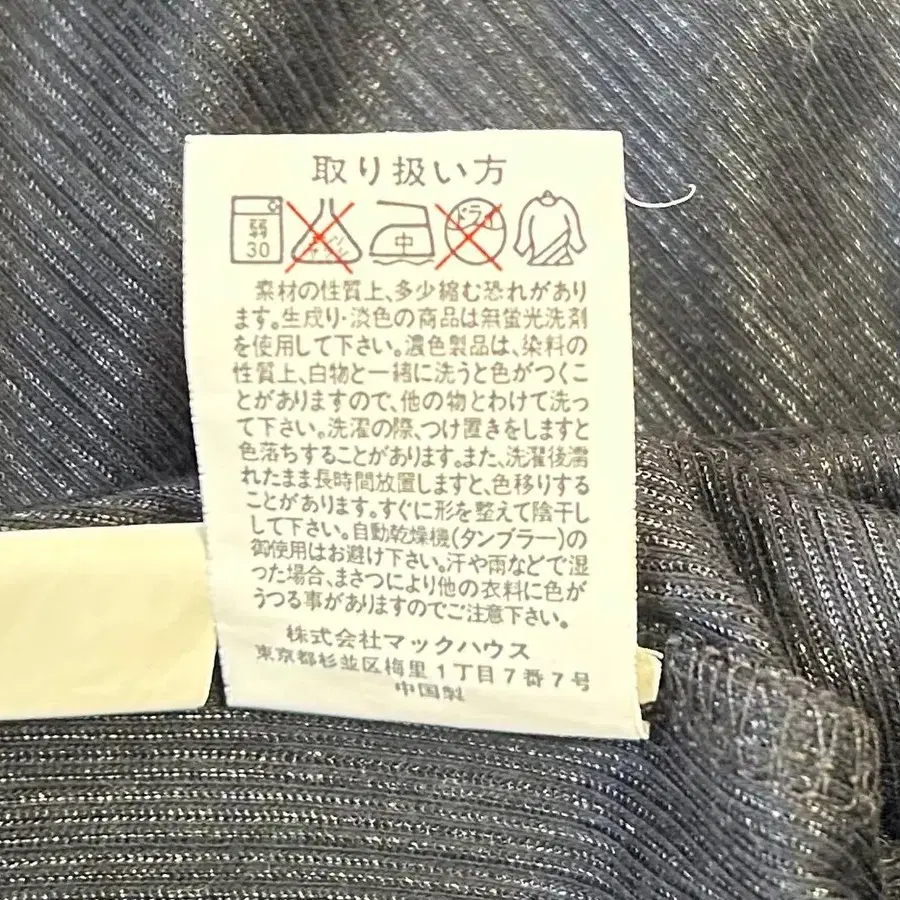 取り扱い方
弱
30
中
ドライ
素材の性質上、多少縮む恐れがあり
ます。生成り・淡色の商品は無蛍光洗剤
を使用して下さい。濃色製品は、染料の
性質上、白物と一緒に洗うと色がつくこ
とがありますので、他の物とわけて洗っ
て下さい。洗濯の際、つけ置きをしますと
色落ちすることがあります。また、洗濯後濡
れたまま長時間放置しますと、色移りする
ことがあります。すぐに形を整えて陰干し
して下さい。自動乾燥機(タンブラー)の
御使用はお避け下さい。汗や雨などで湿
った場合、まさつにより他の衣料に色が
うつる事がありますのでご注意下さい。
株式会社マックハウス
東京都杉並区梅里1丁目7番7号
中国製